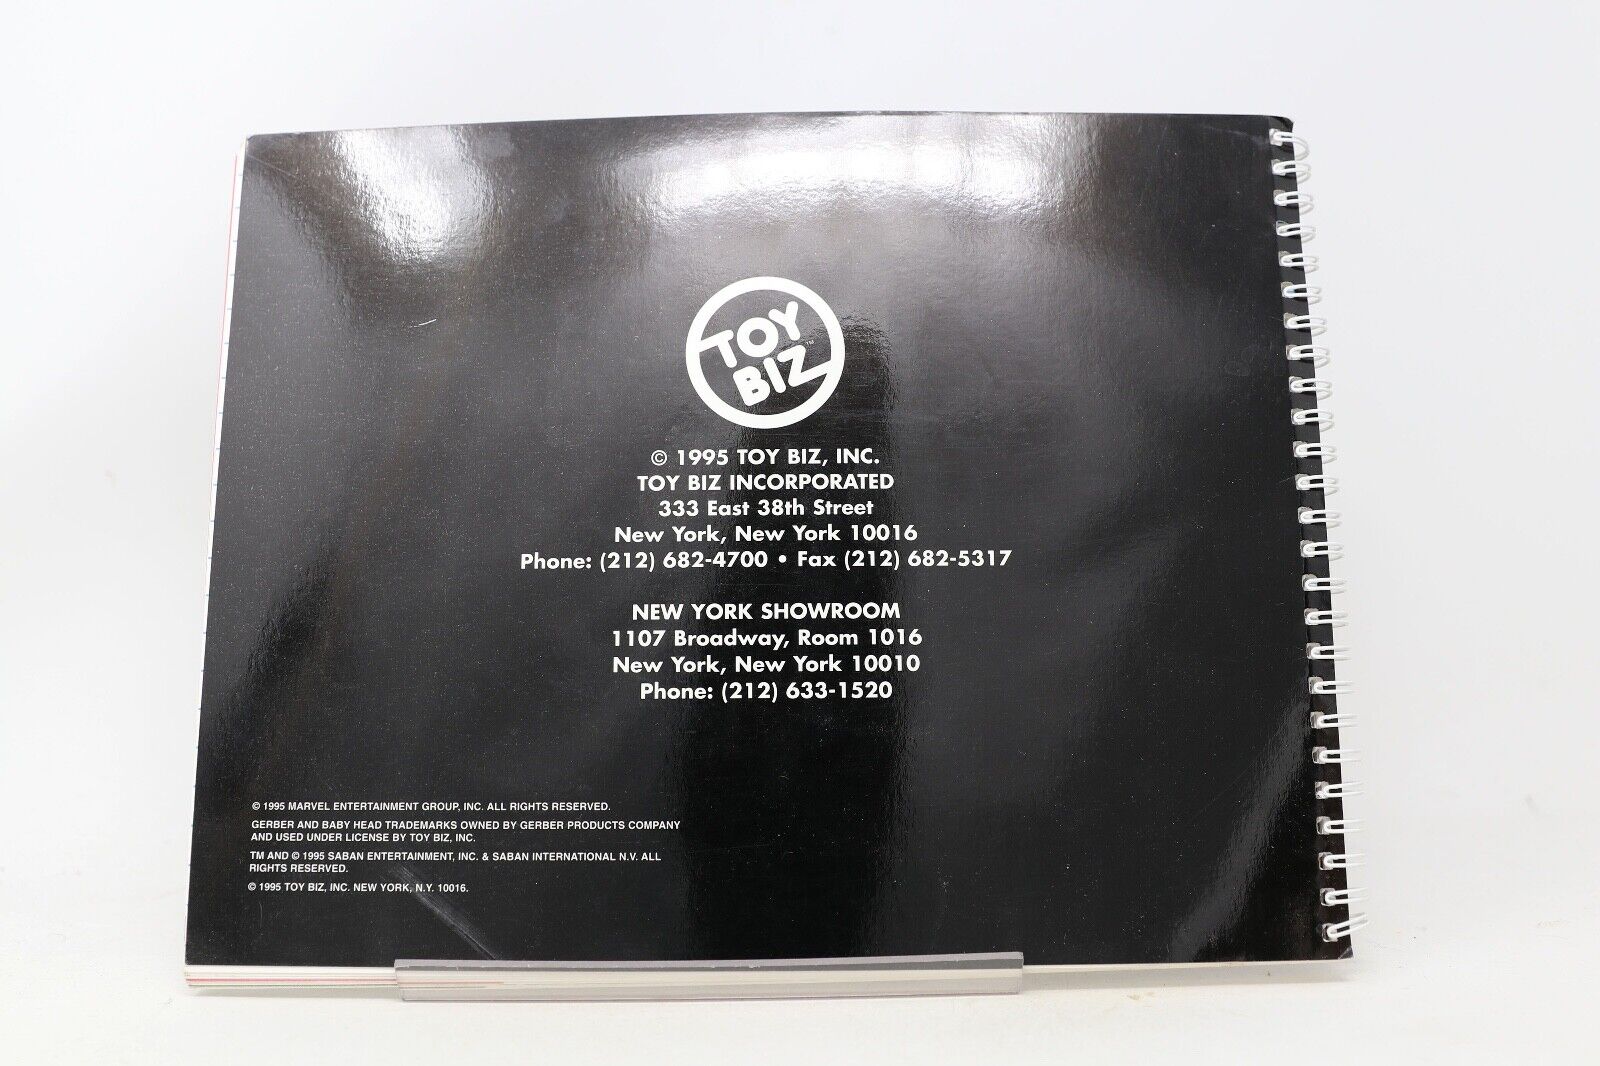 TOY
BIZ™
© 1995 TOY BIZ, INC.
TOY BIZ INCORPORATED
333 East 38th Street
New York, New York 10016
Phone: (212) 682-4700 • Fax (212) 682-5317
NEW YORK SHOWROOM
1107 Broadway, Room 1016
New York, New York 10010
Phone: (212) 633-1520
© 1995 MARVEL ENTERTAINMENT GROUP, INC. ALL RIGHTS RESERVED.
GERBER AND BABY HEAD TRADEMARKS OWNED BY GERBER PRODUCTS COMPANY
AND USED UNDER LICENSE BY TOY BIZ, INC.
TM AND © 1995 SABAN ENTERTAINMENT, INC. & SABAN INTERNATIONAL N.V. ALL
RIGHTS RESERVED.
© 1995 TOY BIZ, INC. NEW YORK, N.Y. 10016.